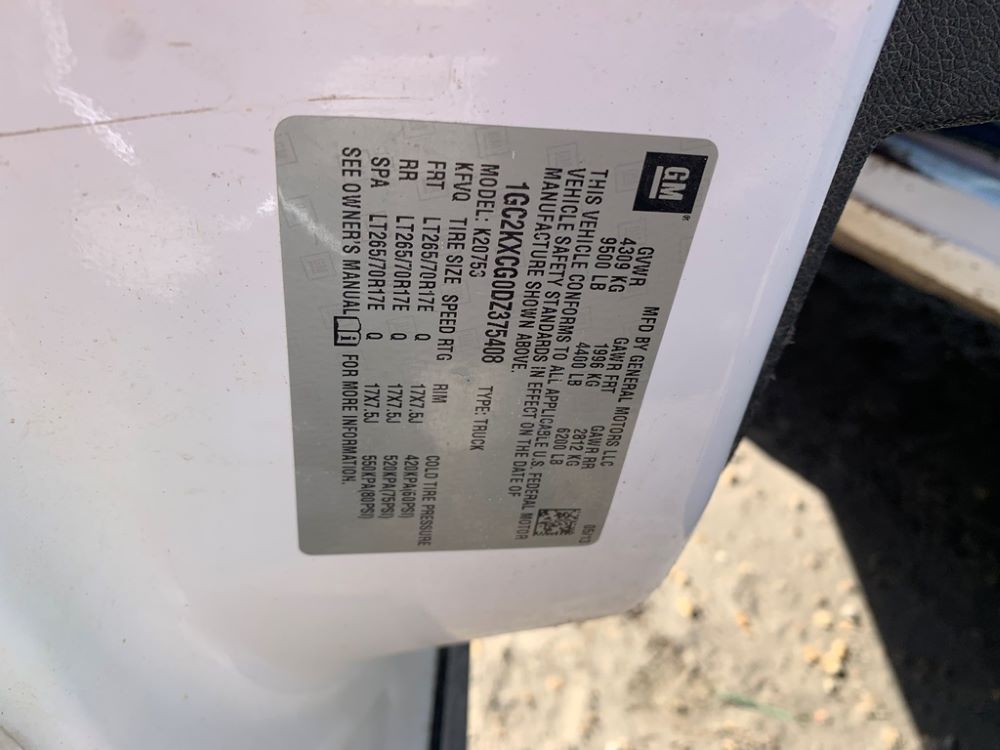 GM
MFD BY GENERAL MOTORS LLC 05/13
GVWR GAWR FRT GAWR RR
4309 KG 1996 KG 2812 KG
9500 LB 4400 LB 6200 LB
THIS VEHICLE CONFORMS TO ALL APPLICABLE U.S. FEDERAL MOTOR
VEHICLE SAFETY STANDARDS IN EFFECT ON THE DATE OF
MANUFACTURE SHOWN ABOVE.
1GC2KXCG0DZ375408 TYPE: TRUCK
MODEL: K20753
KFVQ TIRE SIZE SPEED RTG RIM COLD TIRE PRESSURE
FRT LT265/70R17E Q 17X7.5J 420KPA(60PSI)
RR LT265/70R17E Q 17X7.5J 520KPA(75PSI)
SPA LT265/70R17E Q 17X7.5J 550KPA(80PSI)
SEE OWNER'S MANUAL FOR MORE INFORMATION.